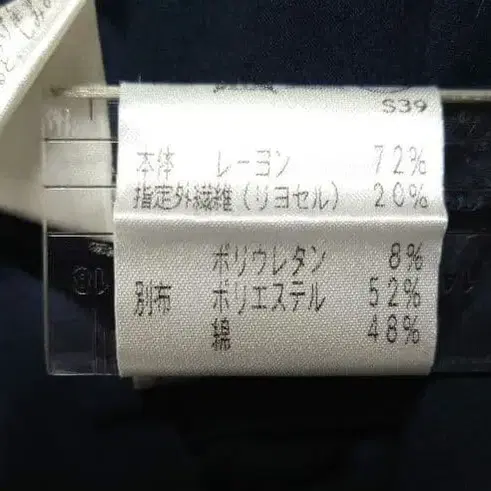 S39
本体 レーヨン 72%
指定外繊維(リヨセル) 20%
ポリウレタン 8%
別布 ポリエステル 52%
綿 48%